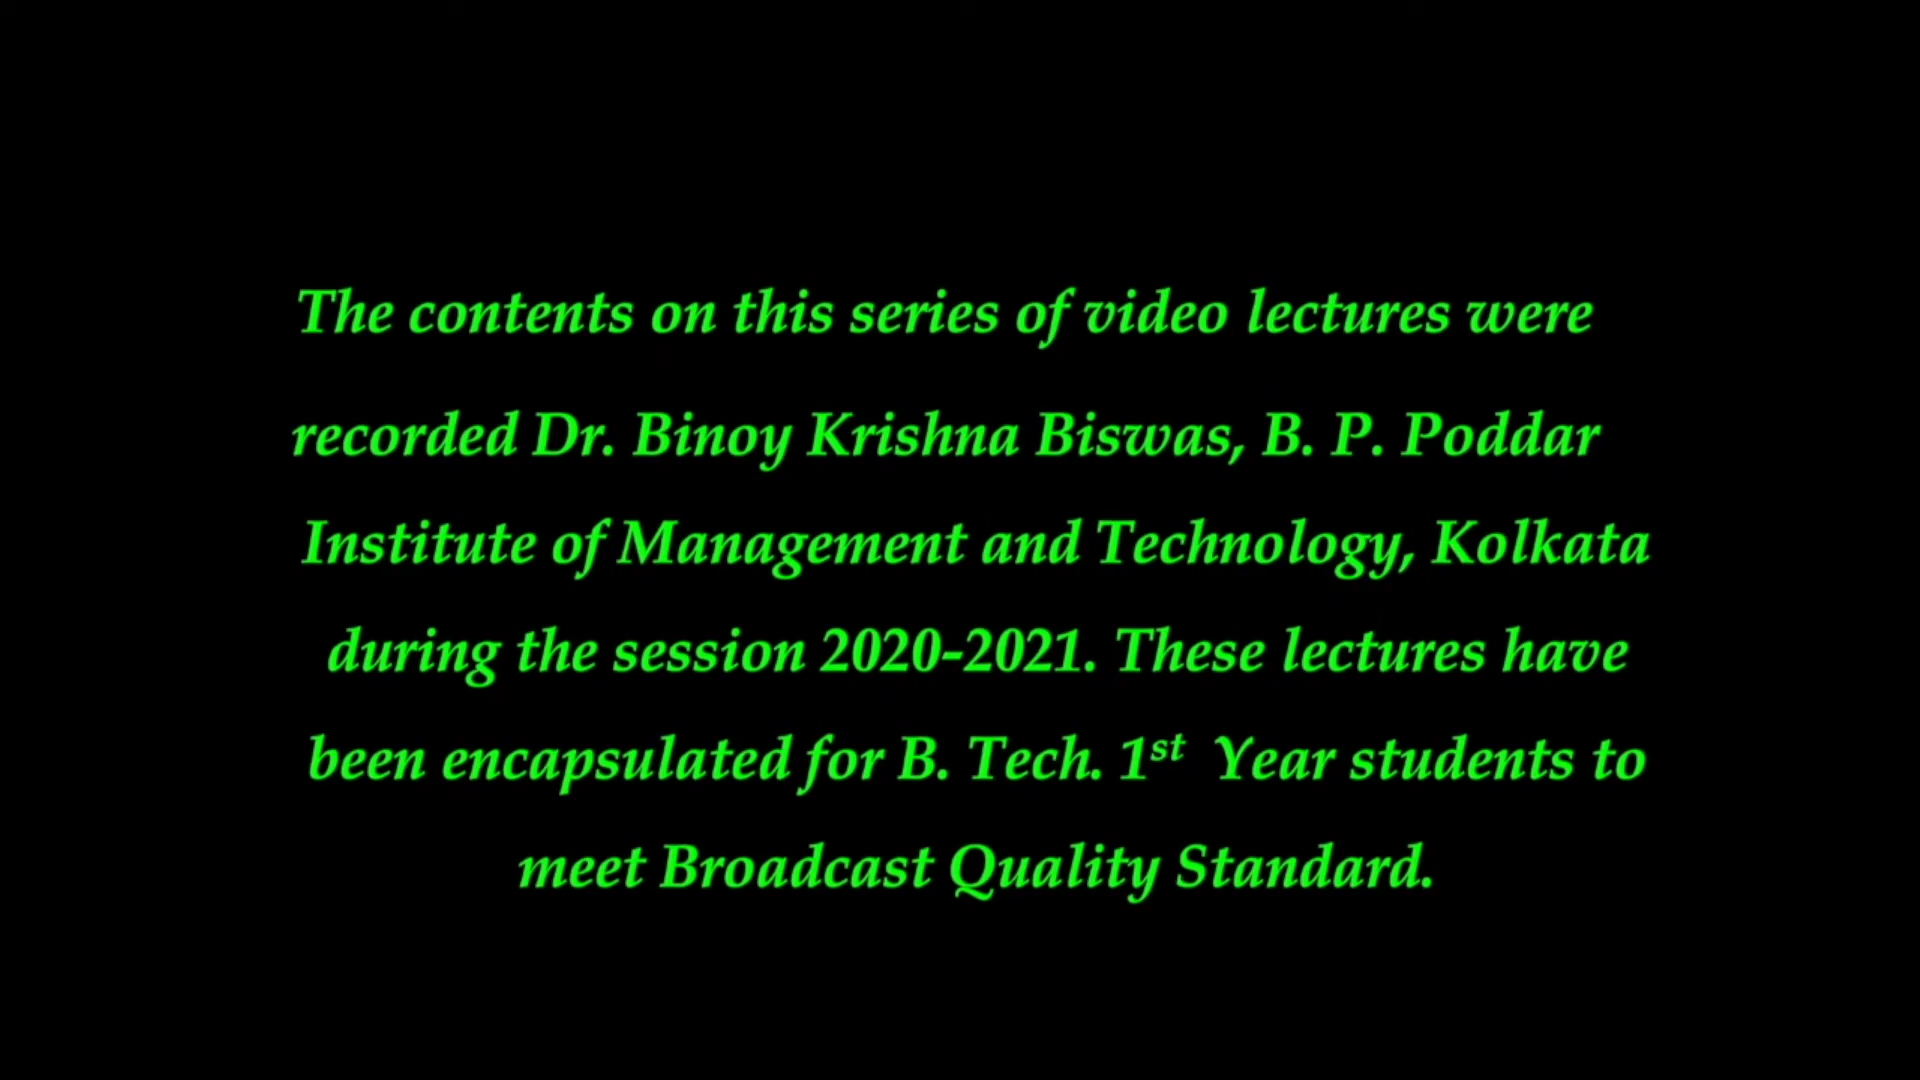 The contents on this series of video lectures were
recorded Dr. Binoy Krishna Biswas, B. P. Poddar
Institute of Management and Technology, Kolkata
during the session 2020-2021. These lectures have
been encapsulated for B. Tech. 1st Year students to
meet Broadcast Quality Standard.